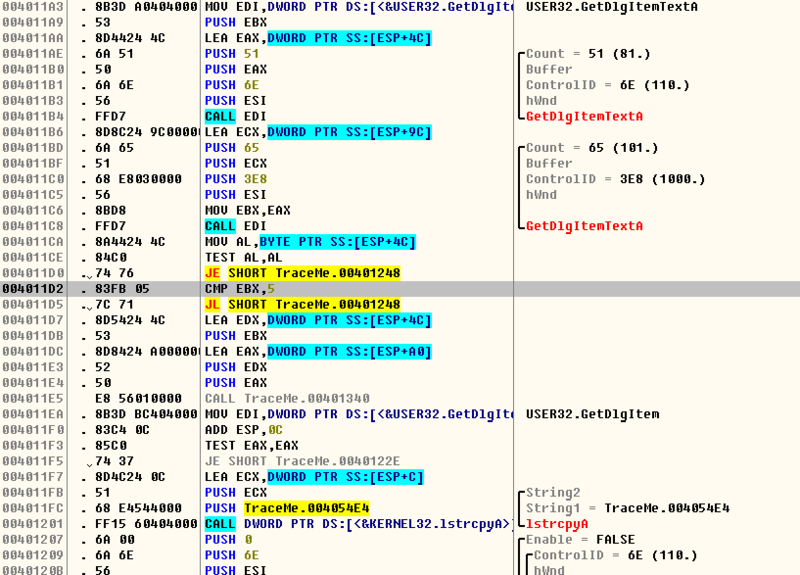 004011A3 . 8B3D A0404000 MOV EDI,DWORD PTR DS:[<&USER32.GetDlgIt USER32.GetDlgItemTextA
004011A9 . 53 PUSH EBX
004011AA . 8D4424 4C LEA EAX,DWORD PTR SS:[ESP+4C]
004011AE . 6A 51 PUSH 51 Count = 51 (81.)
004011B0 . 50 PUSH EAX Buffer
004011B1 . 6A 6E PUSH 6E ControlID = 6E (110.)
004011B3 . 56 PUSH ESI hWnd
004011B4 . FFD7 CALL EDI GetDlgItemTextA
004011B6 . 8D8C24 9C0000 LEA ECX,DWORD PTR SS:[ESP+9C]
004011BD . 6A 65 PUSH 65 Count = 65 (101.)
004011BF . 51 PUSH ECX Buffer
004011C0 . 68 E8030000 PUSH 3E8 ControlID = 3E8 (1000.)
004011C5 . 56 PUSH ESI hWnd
004011C6 . 8BD8 MOV EBX,EAX
004011C8 . FFD7 CALL EDI GetDlgItemTextA
004011CA . 8A4424 4C MOV AL,BYTE PTR SS:[ESP+4C]
004011CE . 84C0 TEST AL,AL
004011D0 . 74 76 JE SHORT TraceMe.00401248
004011D2 . 83FB 05 CMP EBX,5
004011D5 . 7C 71 JL SHORT TraceMe.00401248
004011D7 . 8D5424 4C LEA EDX,DWORD PTR SS:[ESP+4C]
004011DB . 53 PUSH EBX
004011DC . 8D8424 A00000 LEA EAX,DWORD PTR SS:[ESP+A0]
004011E3 . 52 PUSH EDX
004011E4 . 50 PUSH EAX
004011E5 E8 56010000 CALL TraceMe.00401340
004011EA . 8B3D BC404000 MOV EDI,DWORD PTR DS:[<&USER32.GetDlgIt USER32.GetDlgItem
004011F0 . 83C4 0C ADD ESP,0C
004011F3 . 85C0 TEST EAX,EAX
004011F5 74 37 JE SHORT TraceMe.0040122E
004011F7 . 8D4C24 0C LEA ECX,DWORD PTR SS:[ESP+C]
004011FB . 51 PUSH ECX String2
004011FC . 68 E4544000 PUSH TraceMe.004054E4 String1 = TraceMe.004054E4
00401201 . FF15 60404000 CALL DWORD PTR DS:[<&KERNEL32.lstrcpyA>] lstrcpyA
00401207 . 6A 00 PUSH 0 Enable = FALSE
00401209 . 6A 6E PUSH 6E ControlID = 6E (110.)
0040120B . 56 PUSH ESI hWnd